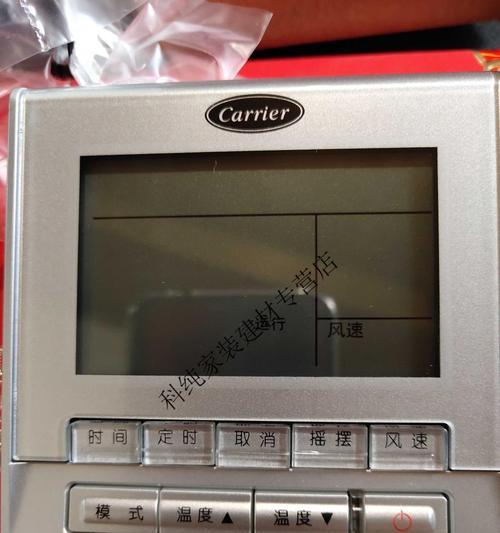 Carrier
运行
风速
科纯家装建材专营店
时间 定时 取消 摇摆 风速
模式 温度▲ 温度▼